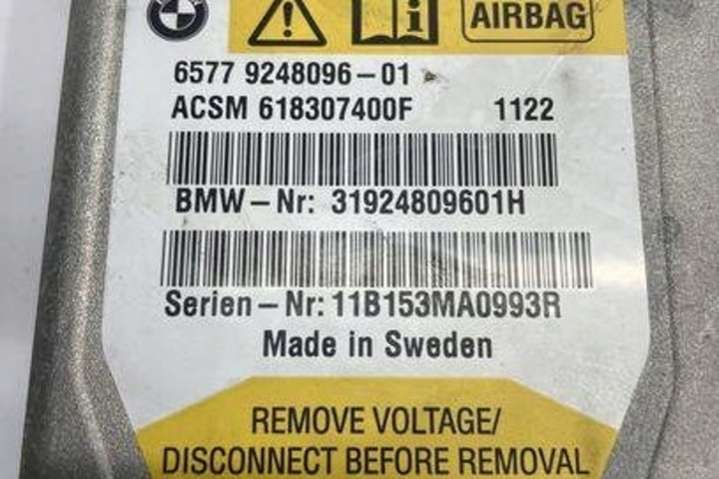 AIRBAG
6577 9248096-01
ACSM 618307400F 1122
BMW-Nr: 31924809601H
Serien-Nr: 11B153MA0993R
Made in Sweden
REMOVE VOLTAGE/
DISCONNECT BEFORE REMOVAL